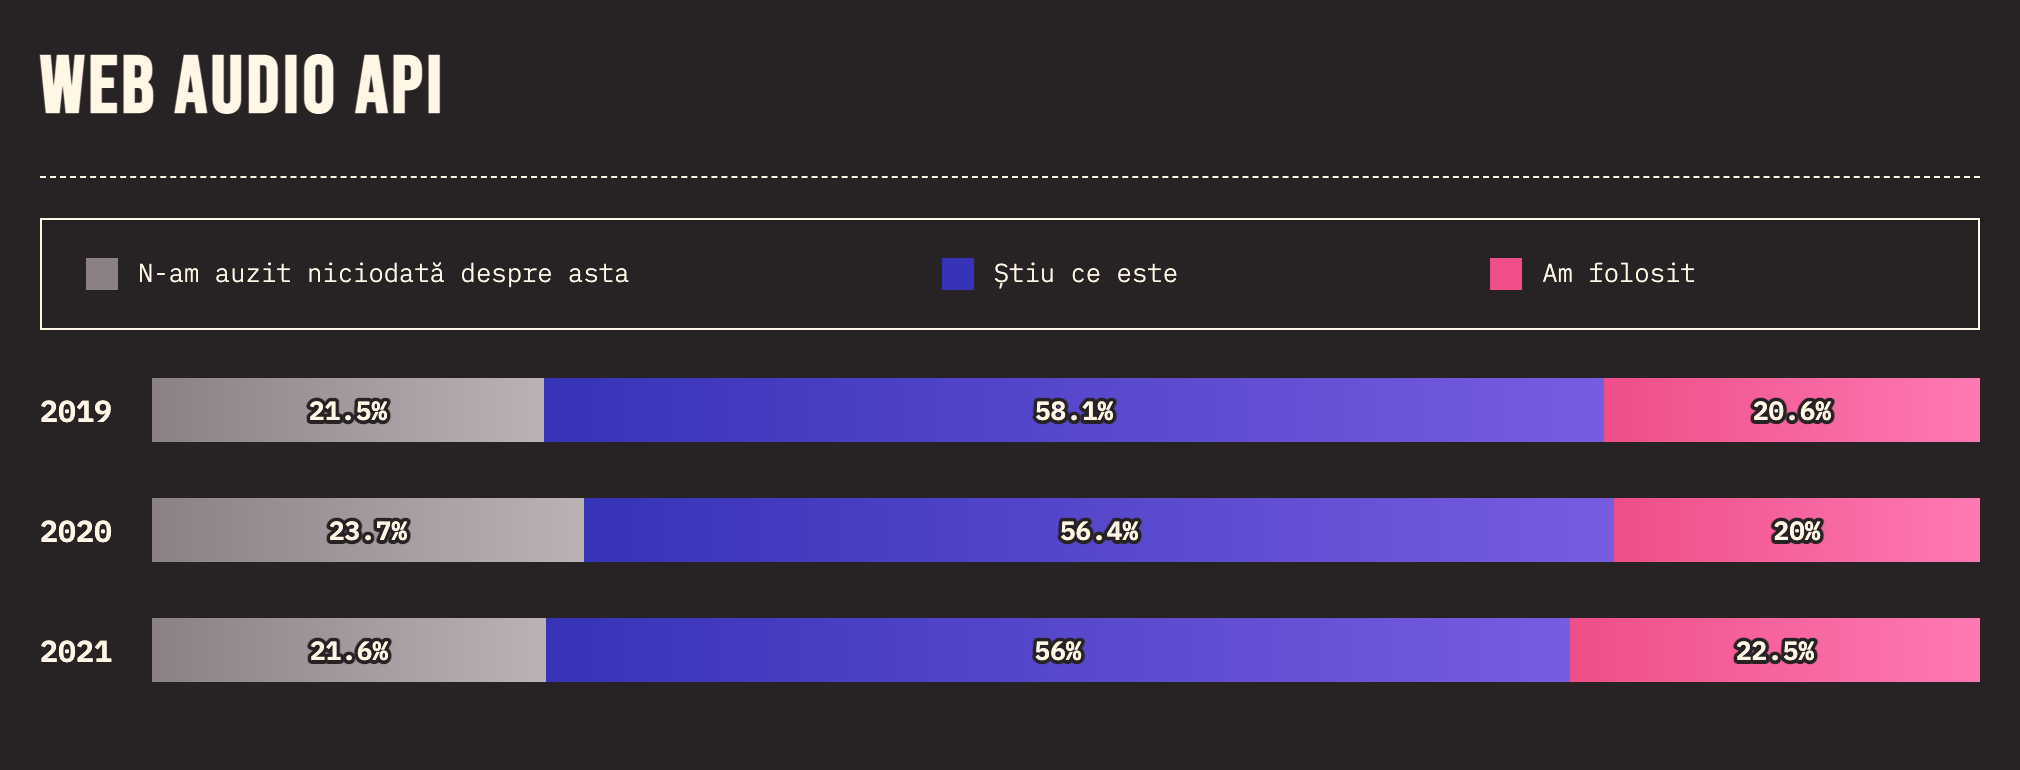 WEB AUDIO API
N-am auzit niciodată despre asta Știu ce este Am folosit
2019 21.5% 58.1% 20.6%
2020 23.7% 56.4% 20%
2021 21.6% 56% 22.5%